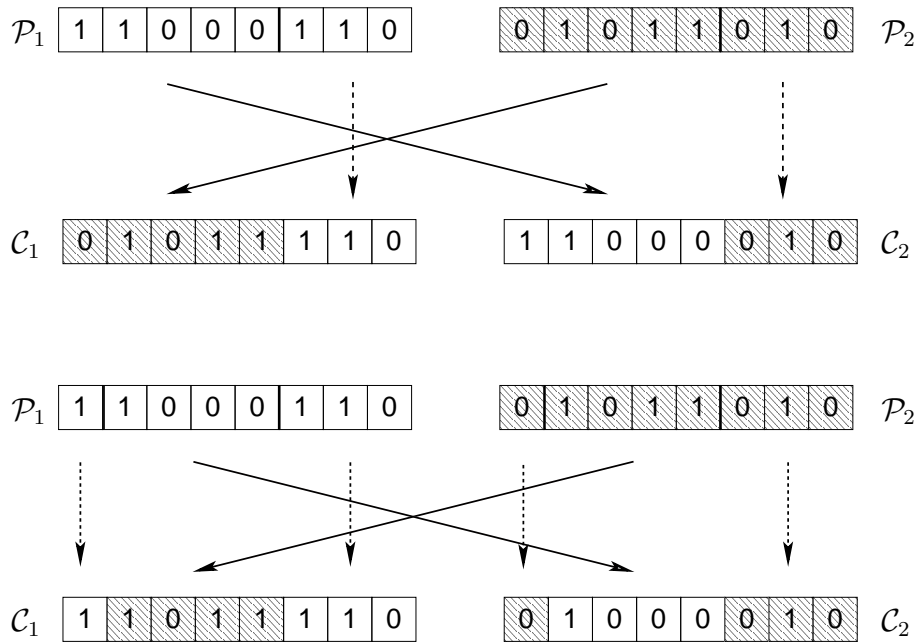 𝒫₁ 1 1 0 0 0 1 1 0 0 1 0 1 1 0 1 0 𝒫₂
𝒞₁ 0 1 0 1 1 1 1 0 1 1 0 0 0 0 1 0 𝒞₂
𝒫₁ 1 1 0 0 0 1 1 0 0 1 0 1 1 0 1 0 𝒫₂
𝒞₁ 1 1 0 1 1 1 1 0 0 1 0 0 0 0 1 0 𝒞₂